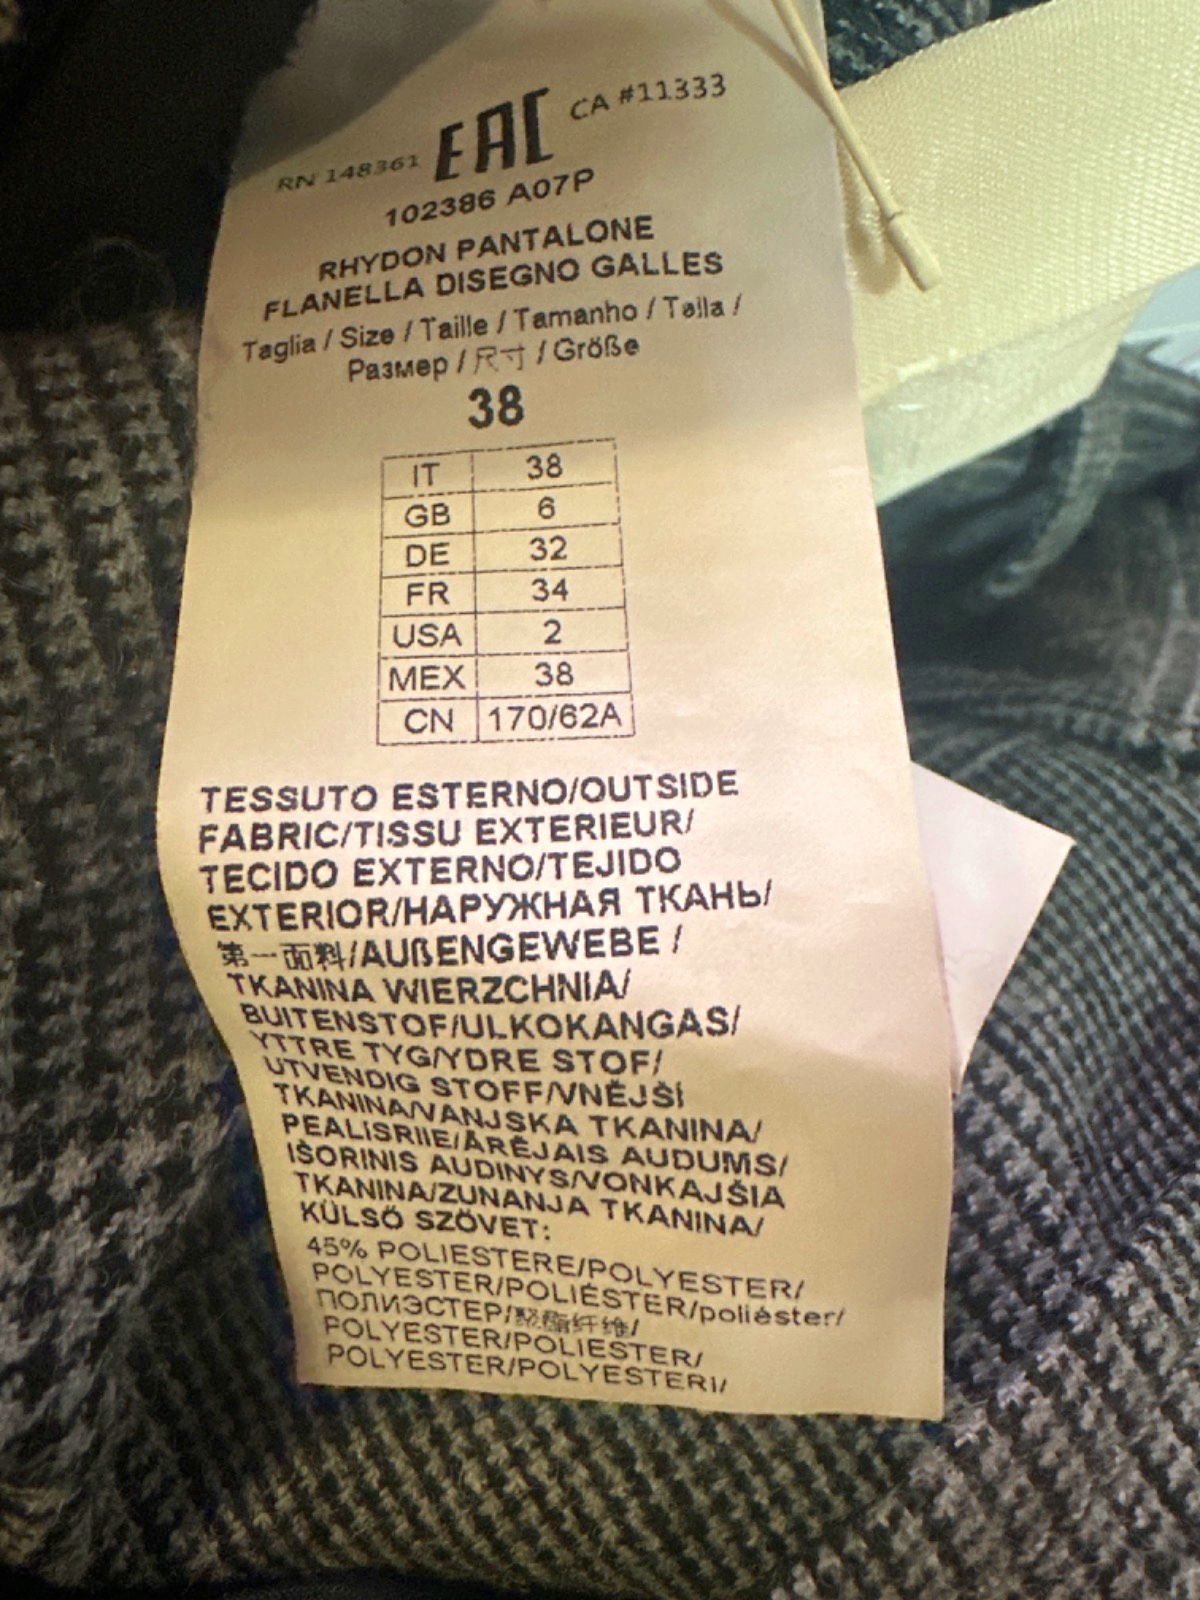 RN 148361 EAC CA #11333
102386 A07P
RHYDON PANTALONE
FLANELLA DISEGNO GALLES
Taglia / Size / Taille / Tamanho / Talla /
Размер / 尺寸 / Größe
38
IT 38
GB 6
DE 32
FR 34
USA 2
MEX 38
CN 170/62A
TESSUTO ESTERNO/OUTSIDE
FABRIC/TISSU EXTERIEUR/
TECIDO EXTERNO/TEJIDO
EXTERIOR/НАРУЖНАЯ ТКАНЬ/
第一面料/AUßENGEWEBE /
TKANINA WIERZCHNIA/
BUITENSTOF/ULKOKANGAS/
YTTRE TYG/YDRE STOF/
UTVENDIG STOFF/VNĚJŠÍ
TKANINA/VANJSKA TKANINA/
PEALISRIIE/ĀRĒJAIS AUDUMS/
IŠORINIS AUDINYS/VONKAJŠIA
TKANINA/ZUNANJA TKANINA/
KÜLSÖ SZÖVET:
45% POLIESTERE/POLYESTER/
POLYESTER/POLIÉSTER/poliéster/
ПОЛИЭСТЕР/聚酯纤维/
POLYESTER/POLIESTER/
POLYESTER/POLYESTERI/